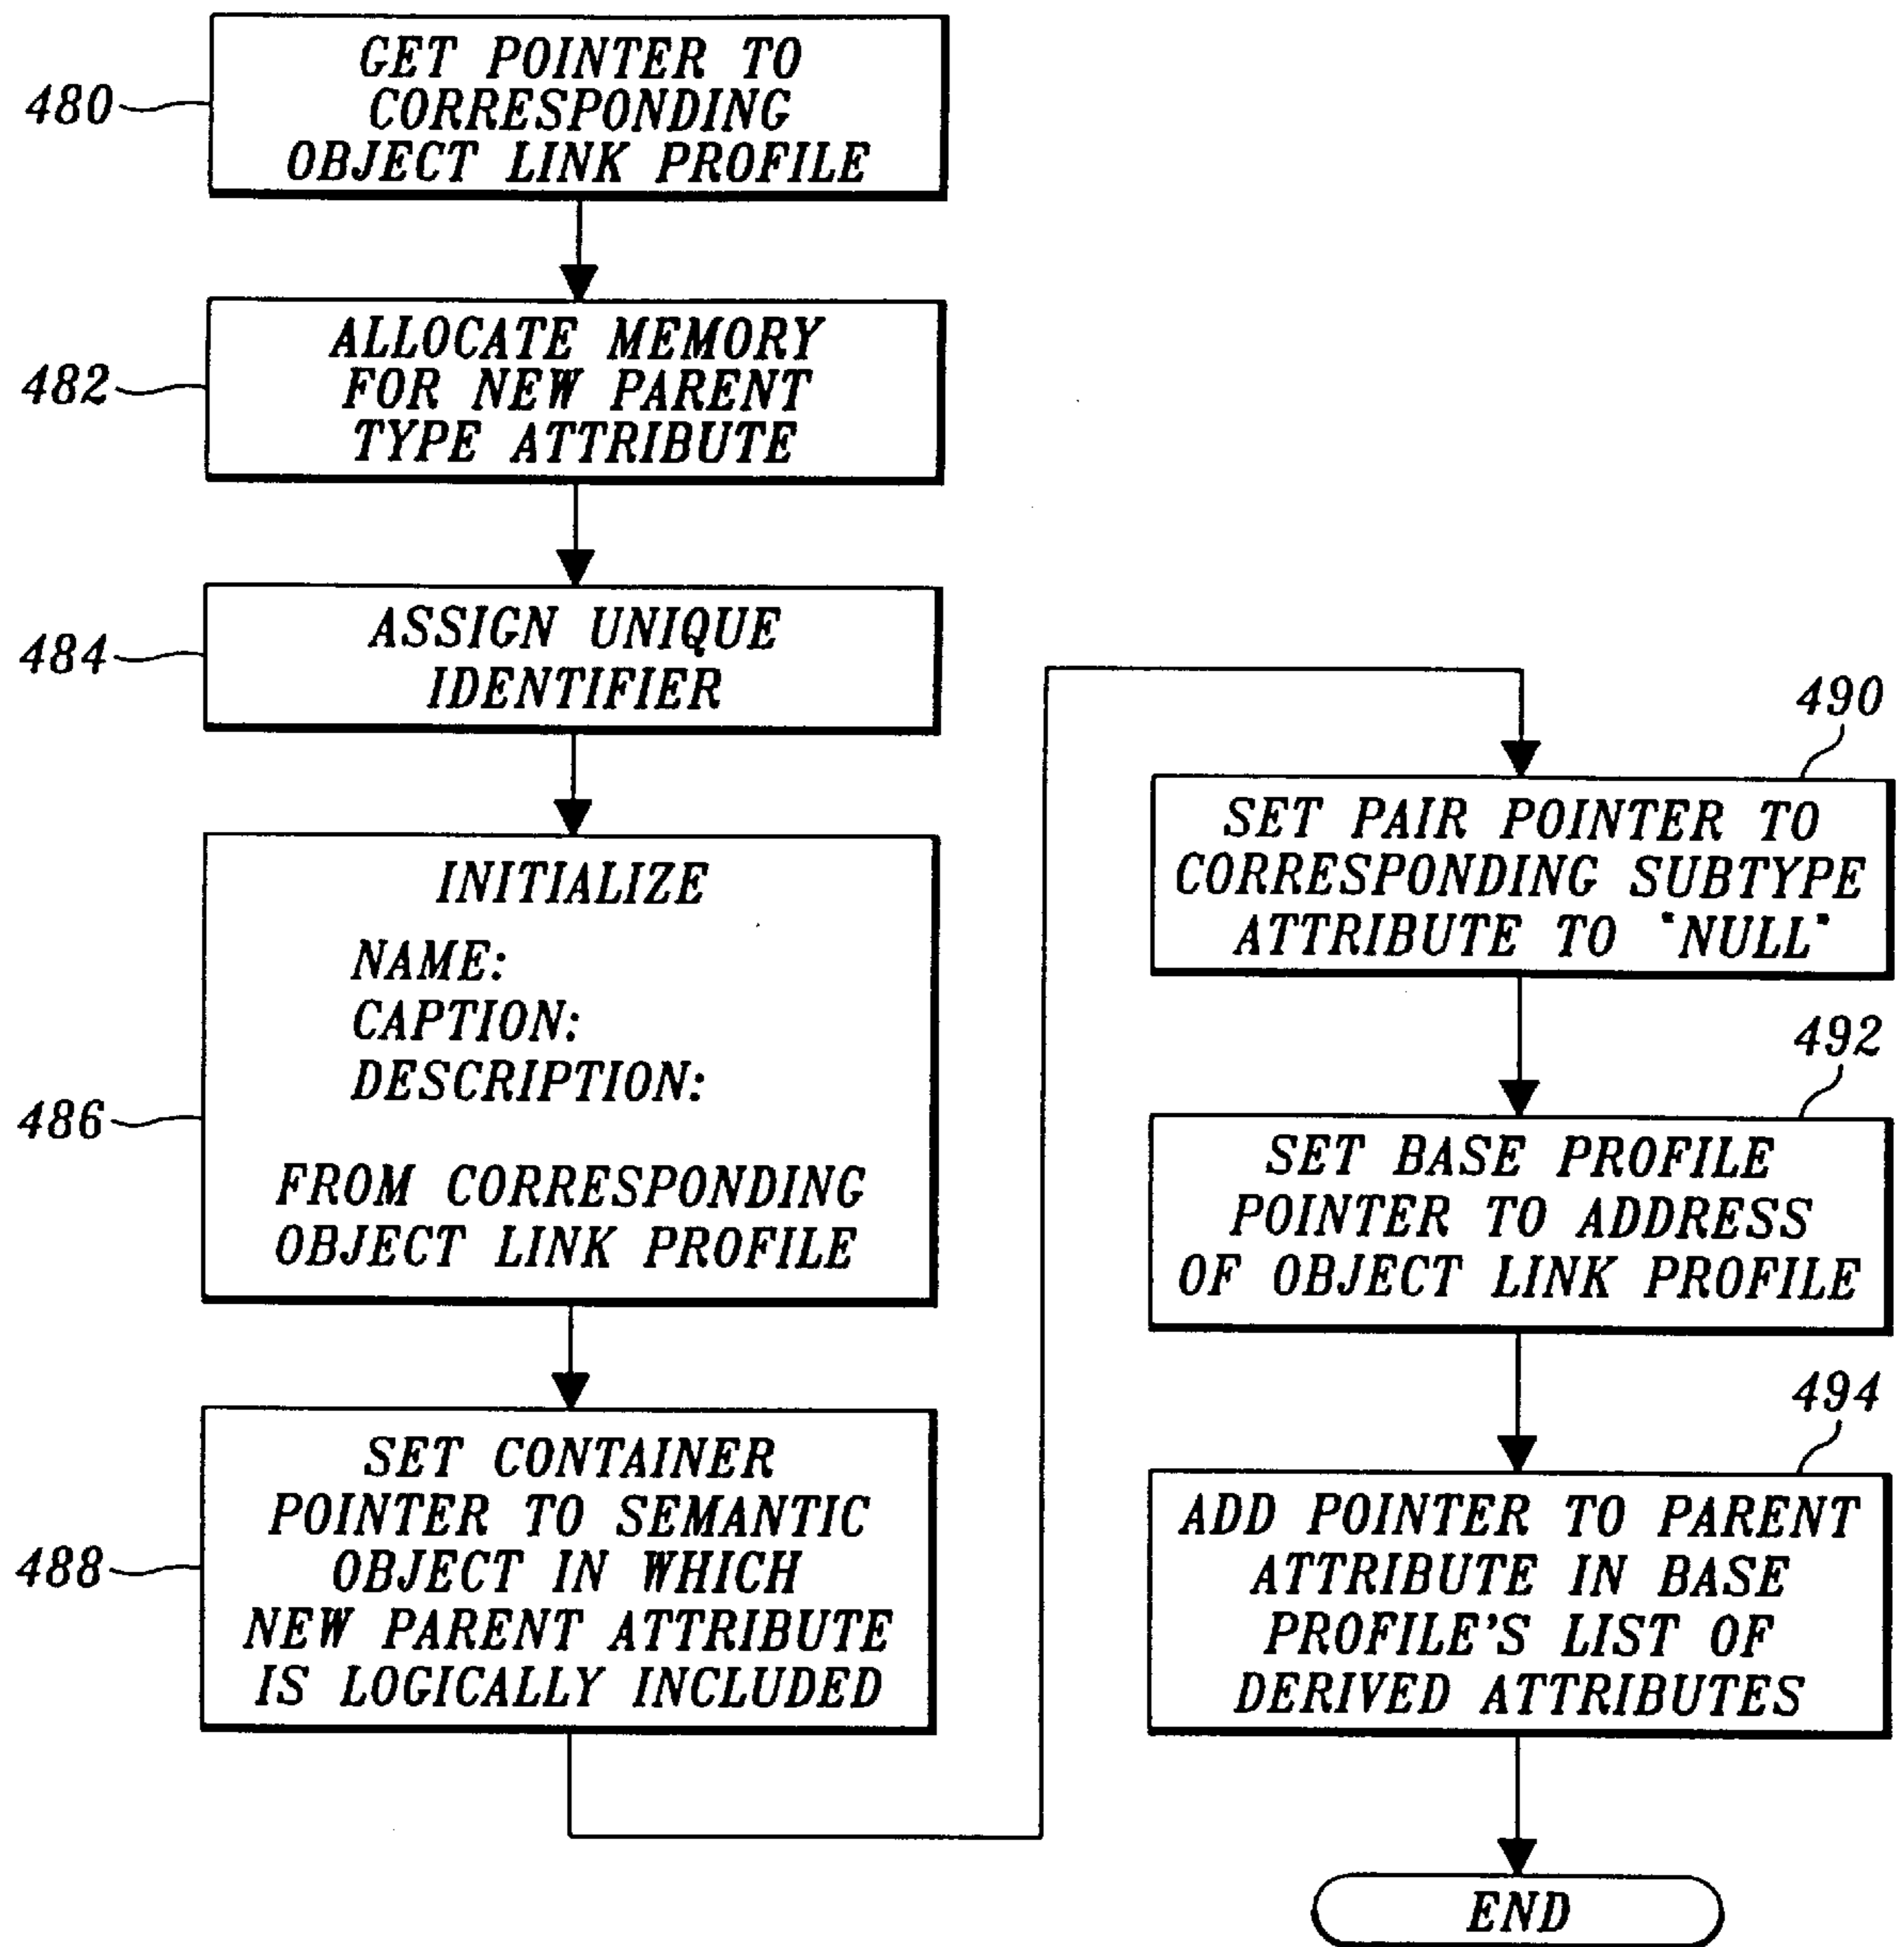 GET POINTER TO
CORRESPONDING
OBJECT LINK PROFILE
480
ALLOCATE MEMORY
FOR NEW PARENT
TYPE ATTRIBUTE
482
ASSIGN UNIQUE
IDENTIFIER
484
INITIALIZE
NAME:
CAPTION:
DESCRIPTION:
FROM CORRESPONDING
OBJECT LINK PROFILE
486
SET CONTAINER
POINTER TO SEMANTIC
OBJECT IN WHICH
NEW PARENT ATTRIBUTE
IS LOGICALLY INCLUDED
488
490
SET PAIR POINTER TO
CORRESPONDING SUBTYPE
ATTRIBUTE TO "NULL"
492
SET BASE PROFILE
POINTER TO ADDRESS
OF OBJECT LINK PROFILE
494
ADD POINTER TO PARENT
ATTRIBUTE IN BASE
PROFILE'S LIST OF
DERIVED ATTRIBUTES
END